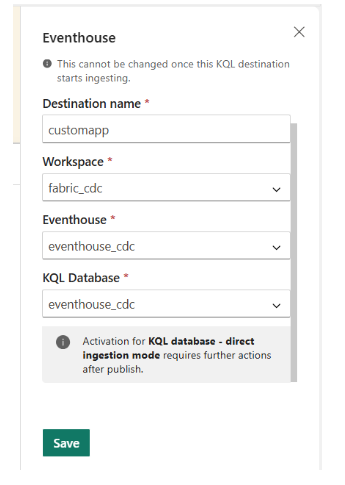 Eventhouse
This cannot be changed once this KQL destination
starts ingesting.
Destination name *
customapp
Workspace *
fabric_cdc
Eventhouse *
eventhouse_cdc
KQL Database *
eventhouse_cdc
Activation for KQL database - direct
ingestion mode requires further actions
after publish.
Save